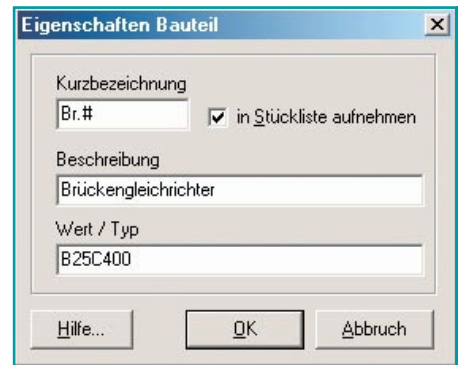 Eigenschaften Bauteil
Kurzbezeichnung
Br.#
in Stückliste aufnehmen
Beschreibung
Brückengleichrichter
Wert / Typ
B25C400
Hilfe...
OK
Abbruch